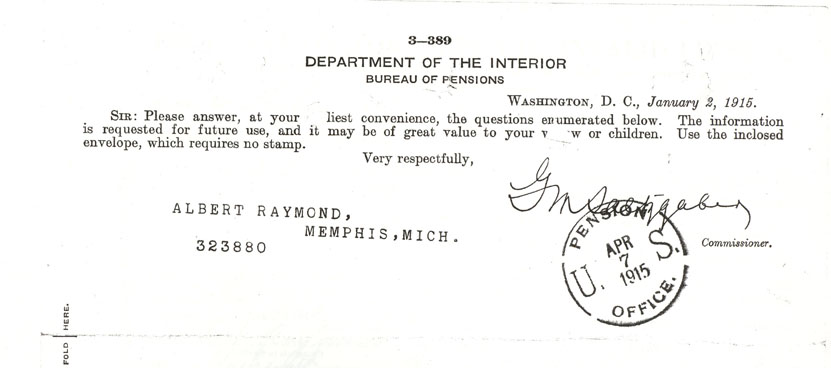 3—389
DEPARTMENT OF THE INTERIOR
BUREAU OF PENSIONS
WASHINGTON, D. C., January 2, 1915.
SIR: Please answer, at your liest convenience, the questions enumerated below. The information
is requested for future use, and it may be of great value to your w or children. Use the inclosed
envelope, which requires no stamp.
Very respectfully,
ALBERT RAYMOND,
MEMPHIS, MICH.
323880
Commissioner.
U. S. PENSION OFFICE.
APR
7
1915
FOLD HERE.